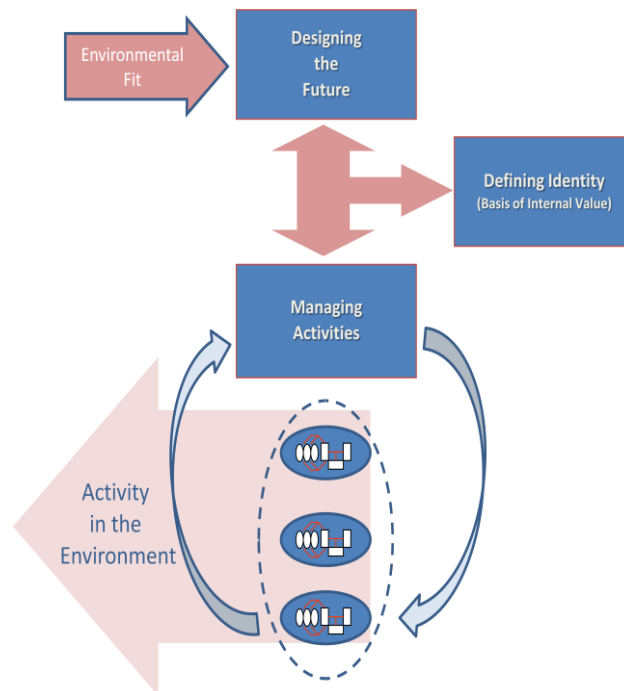 Environmental
Fit
Designing
the
Future
Defining Identity
(Basis of Internal Value)
Managing
Activities
Activity
in the
Environment